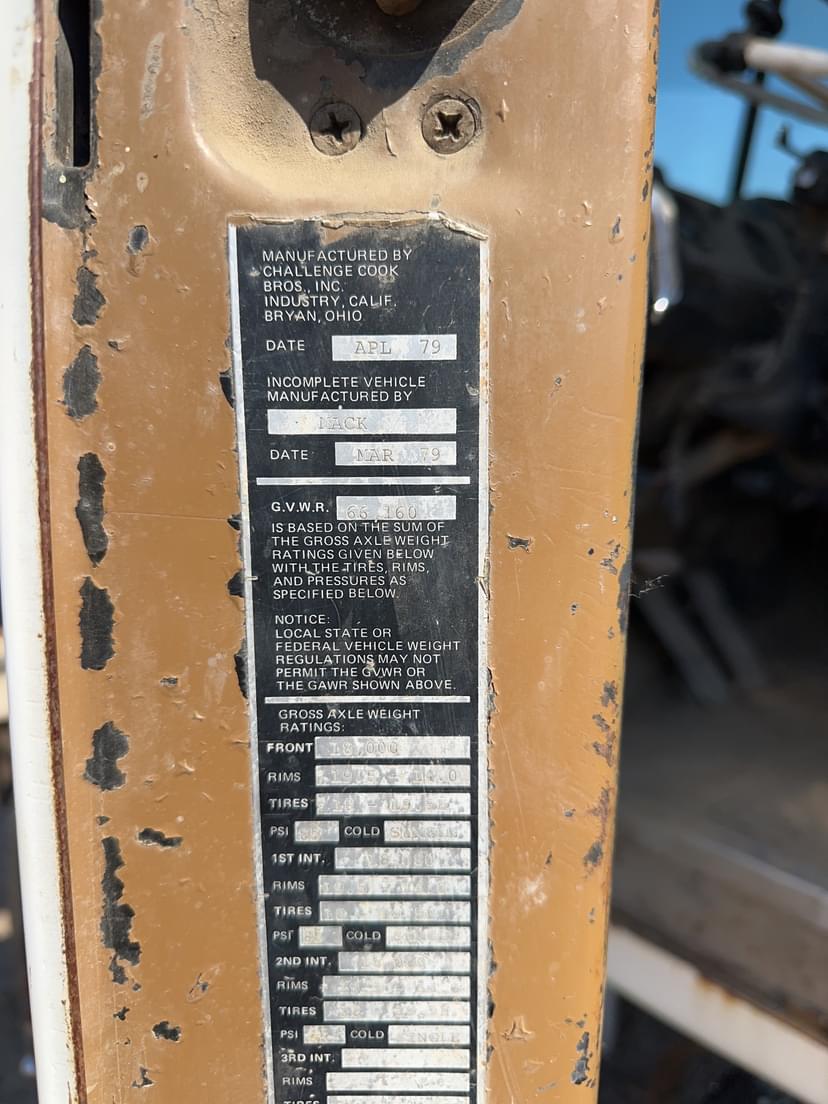 MANUFACTURED BY
CHALLENGE COOK
BROS., INC.
INDUSTRY, CALIF.
BRYAN, OHIO
DATE APL 79
INCOMPLETE VEHICLE
MANUFACTURED BY
MACK
DATE MAR 79
G.V.W.R. 66 160
IS BASED ON THE SUM OF
THE GROSS AXLE WEIGHT
RATINGS GIVEN BELOW
WITH THE TIRES, RIMS,
AND PRESSURES AS
SPECIFIED BELOW.
NOTICE:
LOCAL STATE OR
FEDERAL VEHICLE WEIGHT
REGULATIONS MAY NOT
PERMIT THE GVWR OR
THE GAWR SHOWN ABOVE.
GROSS AXLE WEIGHT
RATINGS:
FRONT 18,000
RIMS
TIRES
PSI COLD SINGLE
1ST INT.
RIMS
TIRES
PSI COLD
2ND INT.
RIMS
TIRES
PSI COLD
3RD INT.
RIMS
TIRES